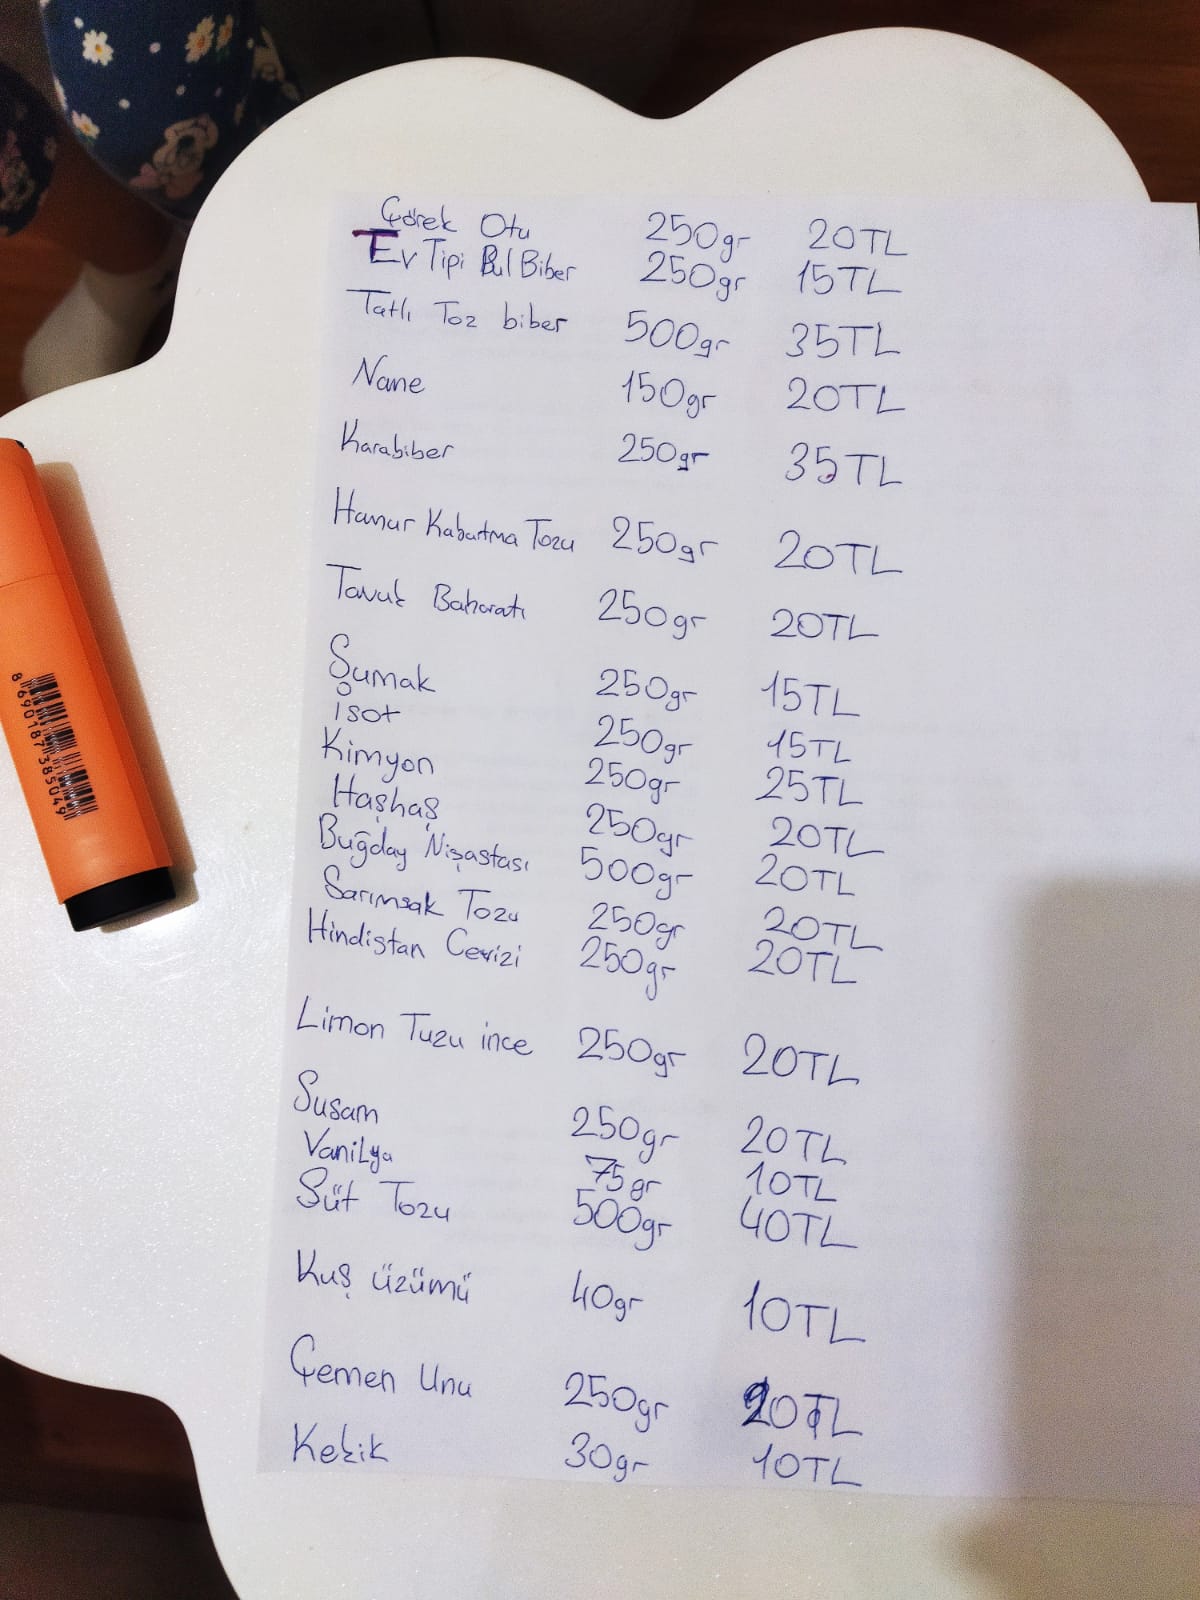 Çörek Otu 250gr 20TL
Ev Tipi Pul Biber 250gr 15TL
Tatlı Toz biber 500gr 35TL
Nane 150gr 20TL
Karabiber 250gr 35TL
Hamur Kabartma Tozu 250gr 20TL
Tavuk Baharatı 250gr 20TL
Sumak 250gr 15TL
isot 250gr 15TL
Kimyon 250gr 25TL
Haşhaş 250gr 20TL
Buğday Nişastası 500gr 20TL
Sarımsak Tozu 250gr 20TL
Hindistan Cevizi 250gr 20TL
Limon Tuzu ince 250gr 20TL
Susam 250gr 20TL
Vanilya 75gr 10TL
Süt Tozu 500gr 40TL
Kuş üzümü 40gr 10TL
Çemen Unu 250gr 20TL
Kekik 30gr 10TL
8 690187 385049